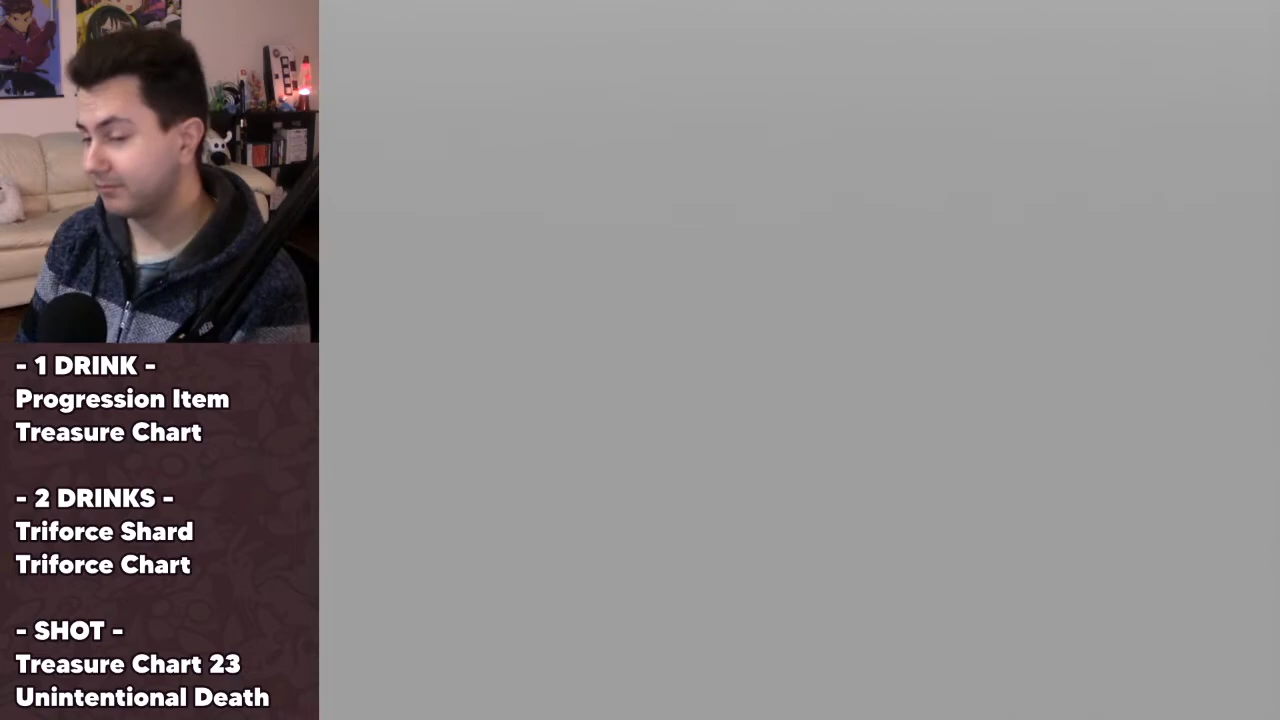 - 1 DRINK -
Progression Item
Treasure Chart
- 2 DRINKS -
Triforce Shard
Triforce Chart
- SHOT -
Treasure Chart 23
Unintentional Death